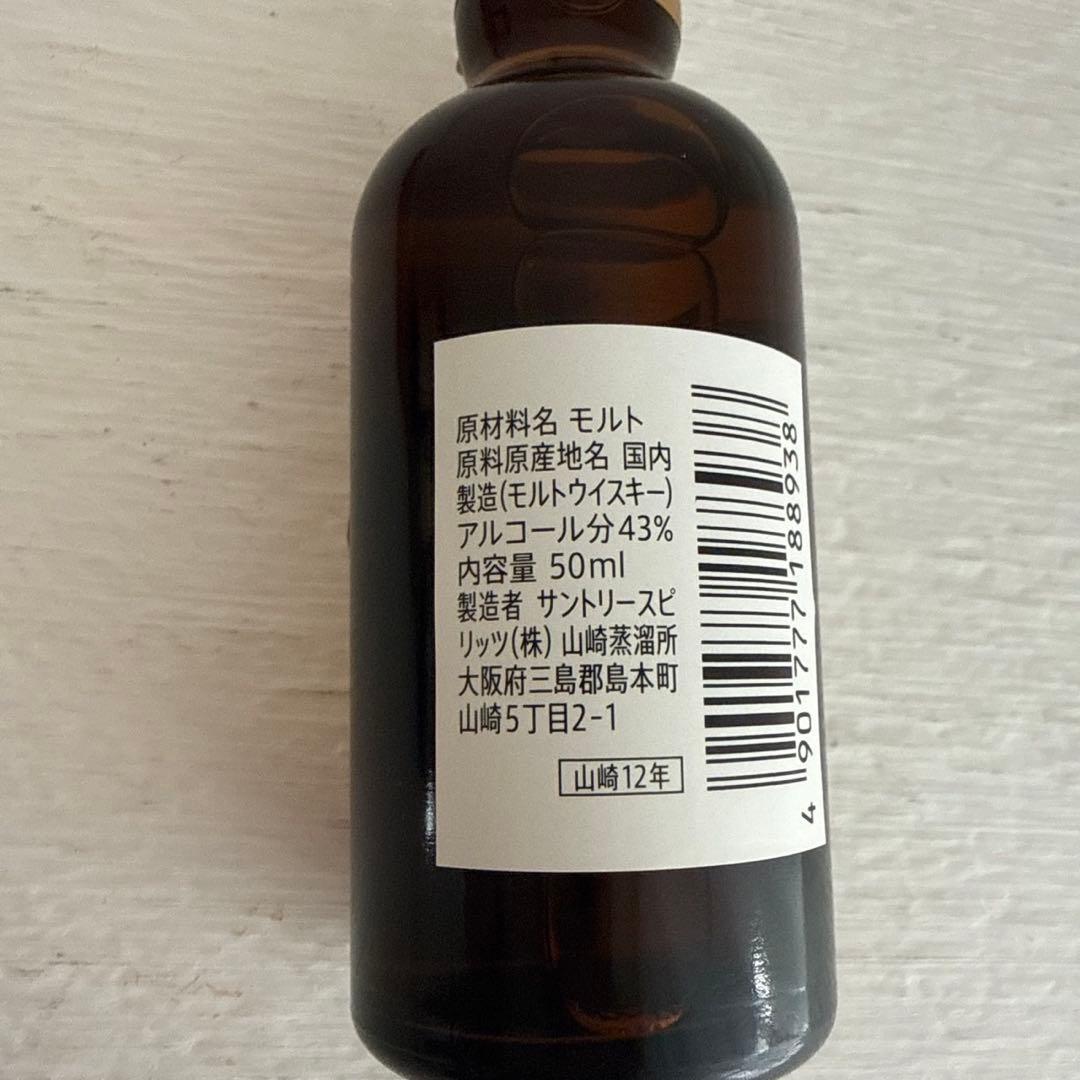 原材料名 モルト
原料原産地名 国内
製造(モルトウイスキー)
アルコール分43%
内容量 50ml
製造者 サントリースピ
リッツ(株) 山崎蒸溜所
大阪府三島郡島本町
山崎5丁目2-1
山崎12年
4 901777 188938